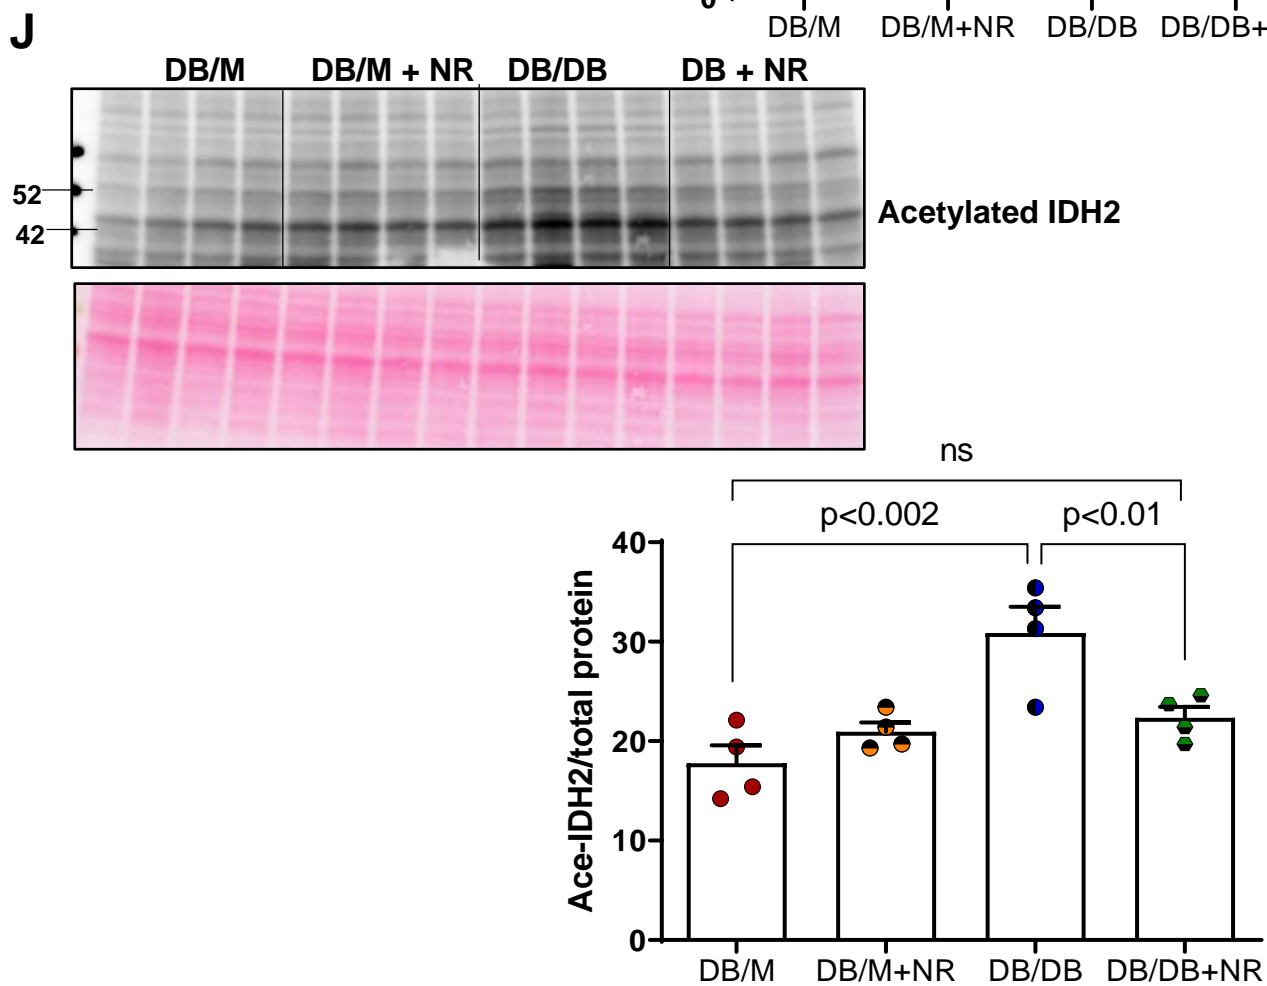 J
0
DB/M DB/M+NR DB/DB DB/DB+
DB/M DB/M + NR DB/DB DB + NR
52
42
Acetylated IDH2
ns
p<0.002 p<0.01
Ace-IDH2/total protein
40
30
20
10
0
DB/M DB/M+NR DB/DB DB/DB+NR